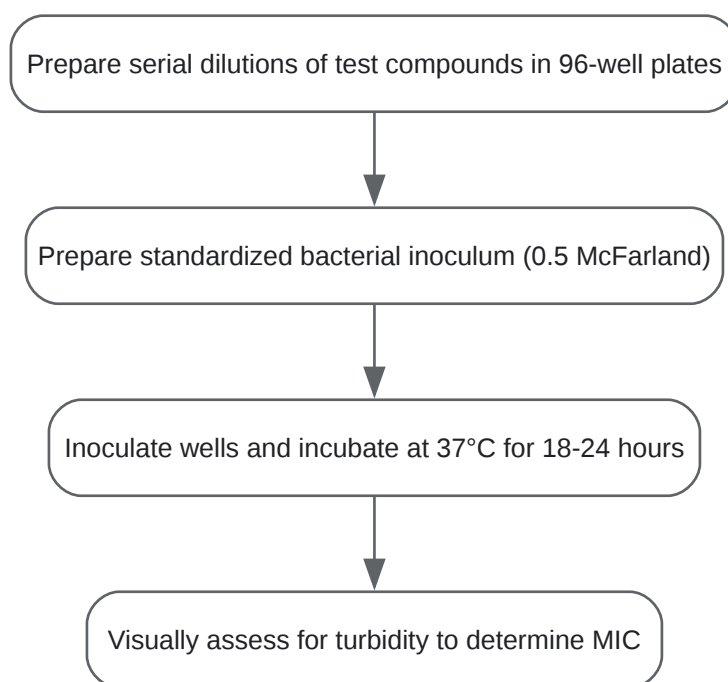 Prepare serial dilutions of test compounds in 96-well plates
Prepare standardized bacterial inoculum (0.5 McFarland)
Inoculate wells and incubate at 37°C for 18-24 hours
Visually assess for turbidity to determine MIC